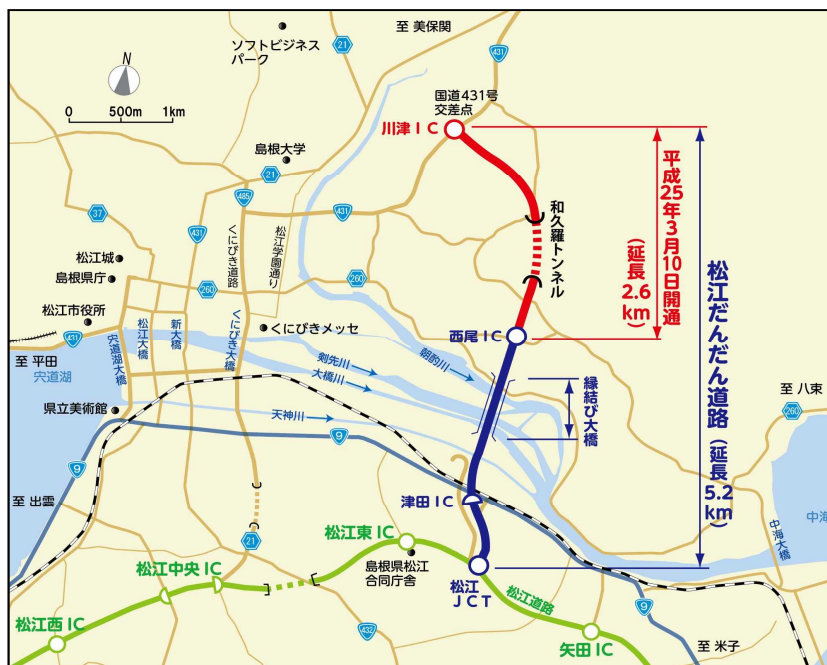 ソフトビジネス
パーク
21
至 美保関
431
N
0 500m 1km
国道431号
交差点
川津IC
島根大学
21
485
431
37
431
くにびき道路
松江学園通り
和久羅トンネル
平成25年3月10日開通
(延長2.6km)
松江だんだん道路(延長5.2km)
松江城
島根県庁
260
260
松江市役所
431
宍道湖大橋
松江大橋
新大橋
くにびき大橋
くにびきメッセ
西尾IC
至 平田
宍道湖
剣先川
大橋川
朝酌川
縁結び大橋
至 八束
260
県立美術館
天神川
9
9
津田IC
至 出雲
中海
中海大橋
21
松江東IC
島根県松江
合同庁舎
松江中央IC
松江
JCT
松江道路
9
松江西IC
432
矢田IC
至 米子